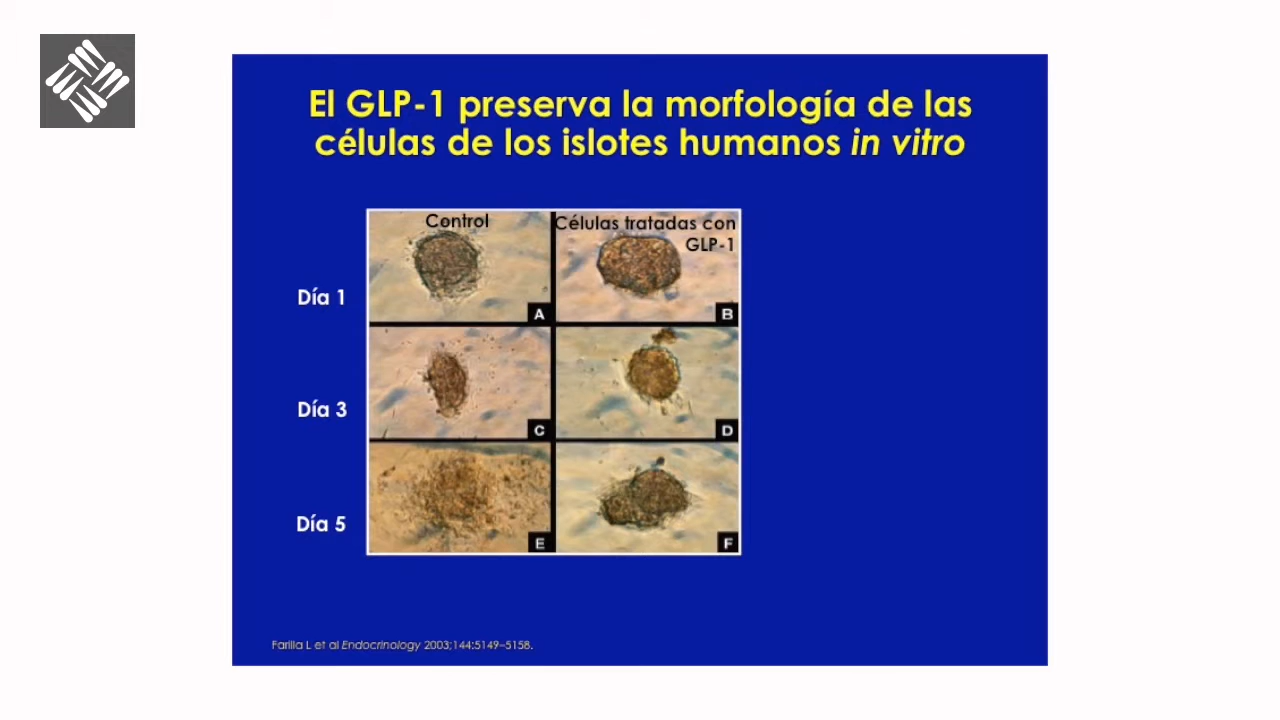 El GLP-1 preserva la morfología de las
células de los islotes humanos in vitro
Control
Células tratadas con
GLP-1
Día 1
A
B
Día 3
C
D
Día 5
E
F
Farilla L et al Endocrinology 2003;144:5149–5158.